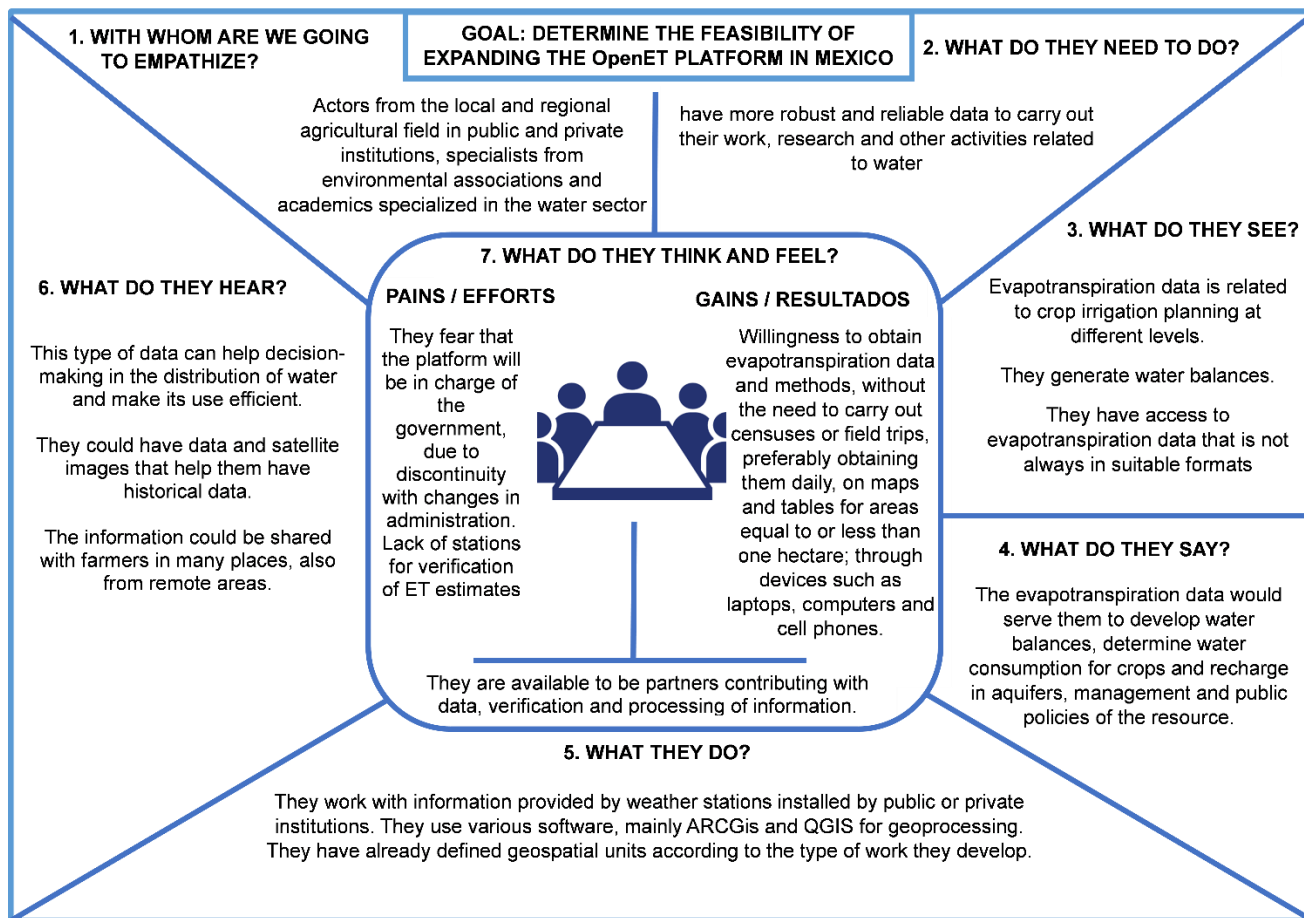 GOAL: DETERMINE THE FEASIBILITY OF
EXPANDING THE OpenET PLATFORM IN MEXICO
1. WITH WHOM ARE WE GOING
TO EMPATHIZE?
Actors from the local and regional
agricultural field in public and private
institutions, specialists from
environmental associations and
academics specialized in the water sector
2. WHAT DO THEY NEED TO DO?
have more robust and reliable data to carry out
their work, research and other activities related
to water
3. WHAT DO THEY SEE?
Evapotranspiration data is related
to crop irrigation planning at
different levels.
They generate water balances.
They have access to
evapotranspiration data that is not
always in suitable formats
4. WHAT DO THEY SAY?
The evapotranspiration data would
serve them to develop water
balances, determine water
consumption for crops and recharge
in aquifers, management and public
policies of the resource.
5. WHAT THEY DO?
They work with information provided by weather stations installed by public or private
institutions. They use various software, mainly ARCGis and QGIS for geoprocessing.
They have already defined geospatial units according to the type of work they develop.
6. WHAT DO THEY HEAR?
This type of data can help decision-
making in the distribution of water
and make its use efficient.
They could have data and satellite
images that help them have
historical data.
The information could be shared
with farmers in many places, also
from remote areas.
7. WHAT DO THEY THINK AND FEEL?
PAINS / EFFORTS
They fear that
the platform will
be in charge of
the
government,
due to
discontinuity
with changes in
administration.
Lack of stations
for verification
of ET estimates
GAINS / RESULTADOS
Willingness to obtain
evapotranspiration data
and methods, without
the need to carry out
censuses or field trips,
preferably obtaining
them daily, on maps
and tables for areas
equal to or less than
one hectare; through
devices such as
laptops, computers and
cell phones.
They are available to be partners contributing with
data, verification and processing of information.